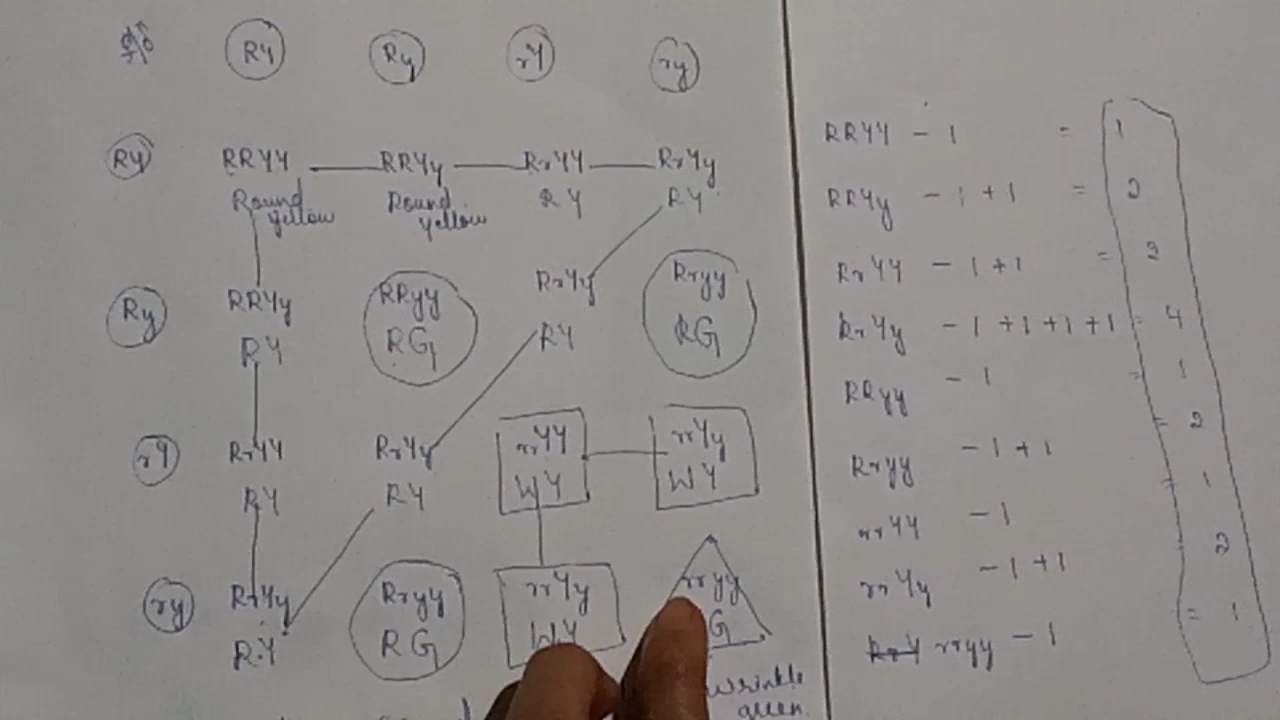 RY Ry rY ry
RY RRYY RRYy RrYY RrYy
Round yellow Round yellow RY RY
Ry RRYy RRyy RrYy Rryy
RY RG RY RG
rY RrYY RrYy rrYY rrYy
RY RY WY WY
ry RrYy Rryy rrYy rryy
RY RG WY G
wrinkle
green.
RRYY - 1 = 1
RRYy - 1 + 1 = 2
RrYY - 1 + 1 = 2
RrYy - 1 + 1 + 1 + 1 = 4
RRyy - 1 = 1
Rryy - 1 + 1 = 2
rrYY - 1 = 1
rrYy - 1 + 1 = 2
rryy - 1 = 1